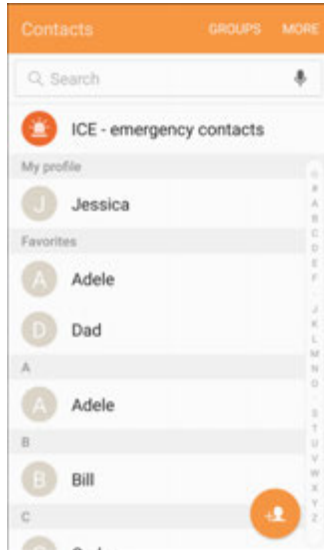 Contacts GROUPS MORE
Search
ICE - emergency contacts
My profile
J Jessica
Favorites
A Adele
D Dad
A
A Adele
B
B Bill
C
#
A
B
C
D
E
F
J
K
L
M
N
O
S
T
U
V
W
X
Y
Z